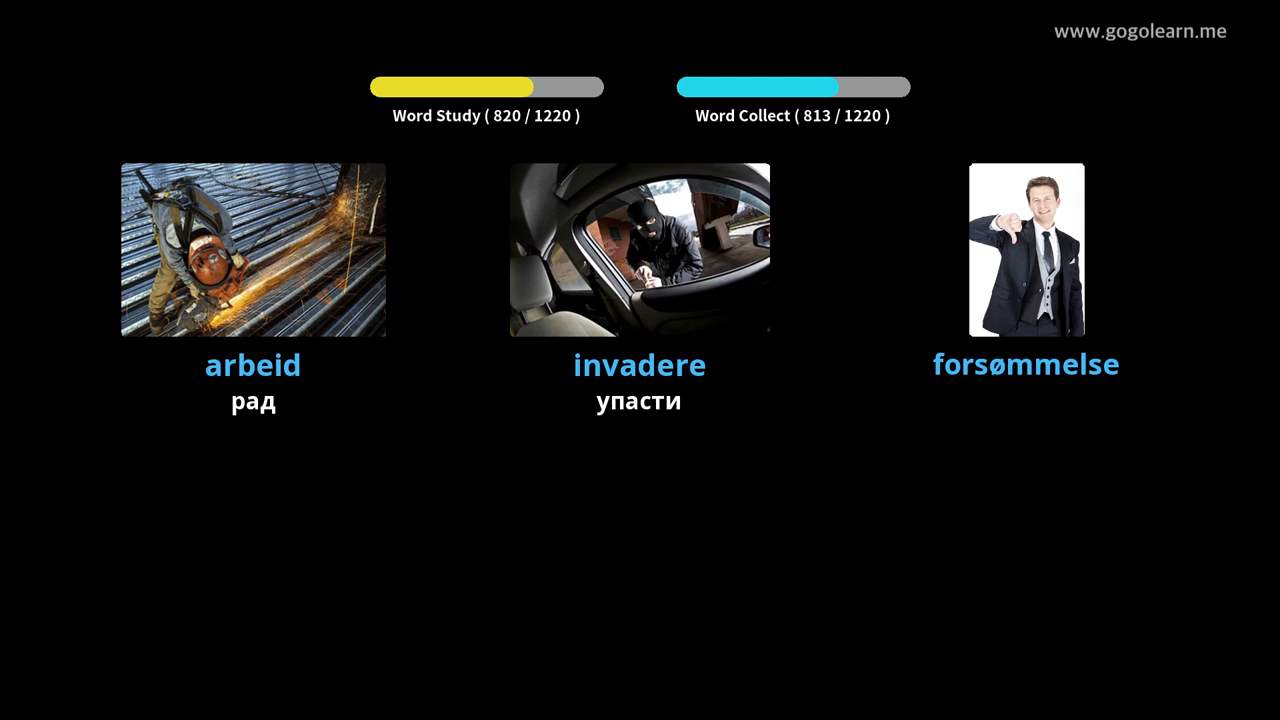 www.gogolearn.me
Word Study ( 820 / 1220 )
Word Collect ( 813 / 1220 )
arbeid
invadere
forsømmelse
рад
упасти